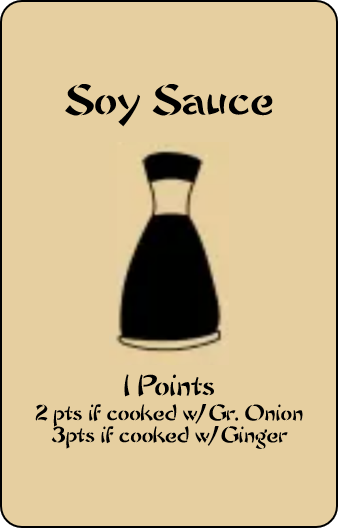 Soy Sauce
1 Points
2 pts if cooked w/ Gr. Onion
3pts if cooked w/ Ginger